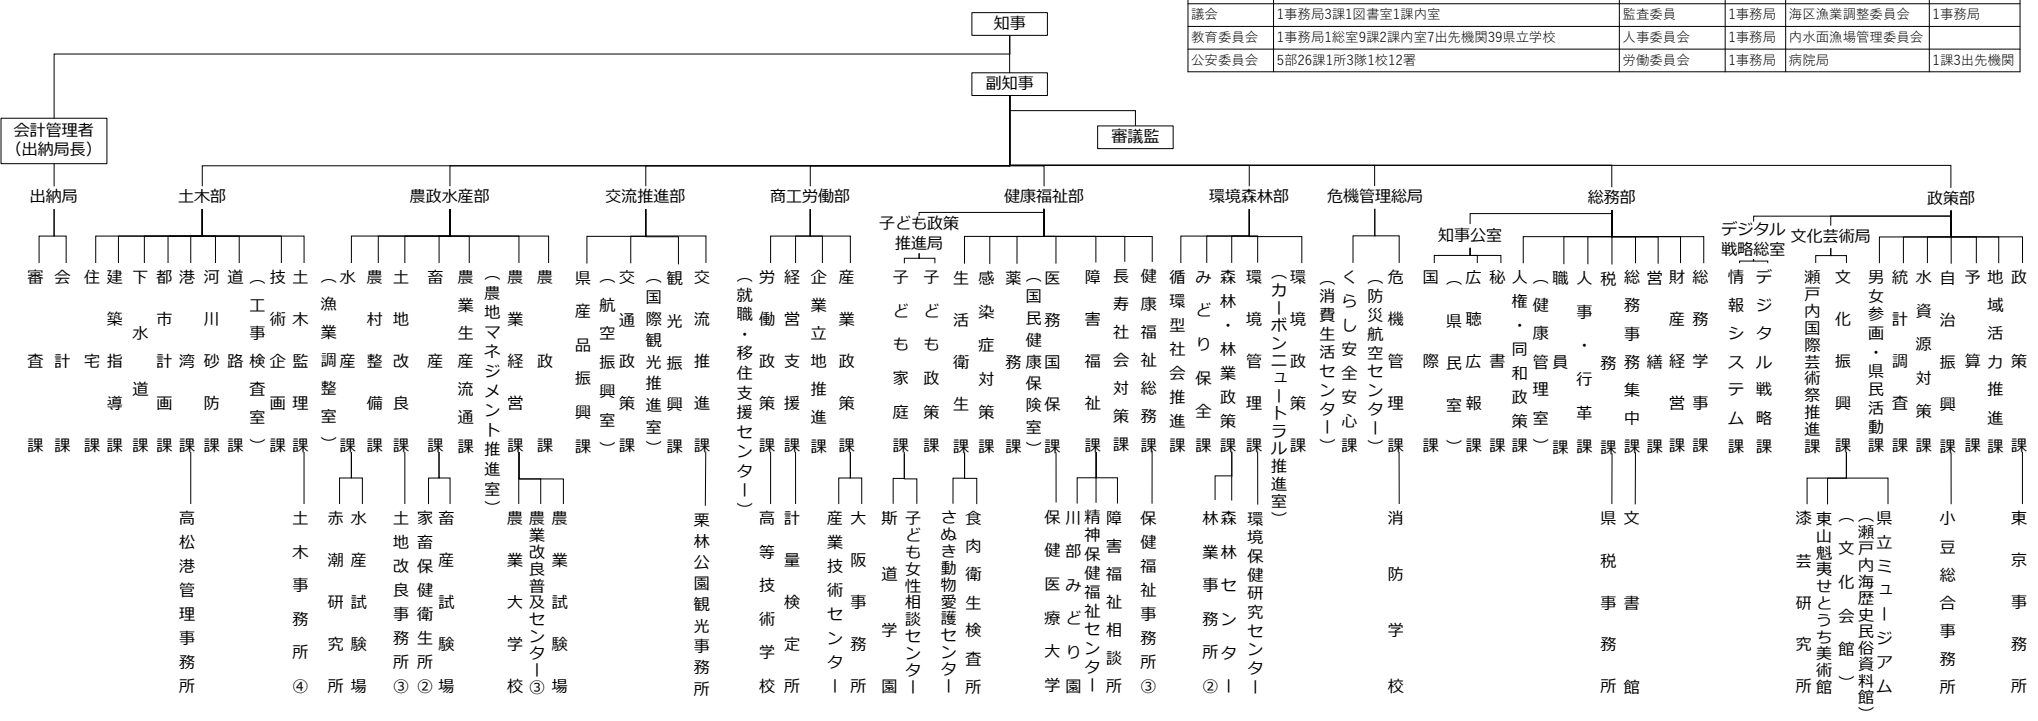 知事
議会 1事務局3課1図書室1課内室 監査委員 1事務局 海区漁業調整委員会 1事務局
教育委員会 1事務局1総室9課2課内室7出先機関39県立学校 人事委員会 1事務局 内水面漁場管理委員会
公安委員会 5部26課1所3隊1校12署 労働委員会 1事務局 病院局 1課3出先機関
副知事
会計管理者
（出納局長）
審議監
出納局
土木部
農政水産部
交流推進部
商工労働部
健康福祉部
環境森林部
危機管理総局
総務部
政策部
子ども政策
推進局
知事公室
デジタル
戦略総室
文化芸術局
審査課
会計課
住宅課
建築指導課
下水道課
都市計画課
港湾課
河川砂防課
道路課
（工事検査室）
技術企画課
土木監理課
（漁業調整室）
水産課
農村整備課
土地改良課
畜産課
農業生産流通課
（農地マネジメント推進室）
農業経営課
農政課
県産品振興課
（航空振興室）
交通政策課
（国際観光推進室）
観光振興課
交流推進課
（就職・移住支援センター）
労働政策課
経営支援課
企業立地推進課
産業政策課
子ども家庭課
子ども政策課
生活衛生課
感染症対策課
薬務課
（国民健康保険室）
医務国保課
障害福祉課
長寿社会対策課
健康福祉総務課
循環型社会推進課
みどり保全課
森林・林業政策課
環境管理課
（カーボンニュートラル推進室）
環境政策課
（消費生活センター）
くらし安全安心課
（防災航空センター）
危機管理課
国際課
（県民室）
広聴広報課
秘書課
人権・同和政策課
（健康管理室）
職員課
人事・行革課
税務課
総務事務集中課
営繕課
財産経営課
総務学事課
情報システム課
デジタル戦略課
瀬戸内国際芸術祭推進課
文化振興課
男女参画・県民活動課
統計調査課
水資源対策課
自治振興課
予算課
地域活力推進課
政策課
高松港管理事務所
土木事務所④
赤潮研究所
水産試験場
土地改良事務所③
家畜保健衛生所②
畜産試験場
農業大学校
農業改良普及センター③
農業試験場
栗林公園観光事務所
高等技術学校
計量検定所
産業技術センター
大阪事務所
斯道学園
子ども女性相談センター
さぬき動物愛護センター
食肉衛生検査所
保健医療大学
川部みどり園
精神保健福祉センター
障害福祉相談所
保健福祉事務所③
林業事務所②
森林センター
環境保健研究センター
消防学校
県税事務所
文書館
漆芸研究所
東山魁夷せとうち美術館
（文化会館）
（瀬戸内海歴史民俗資料館）
県立ミュージアム
小豆総合事務所
東京事務所